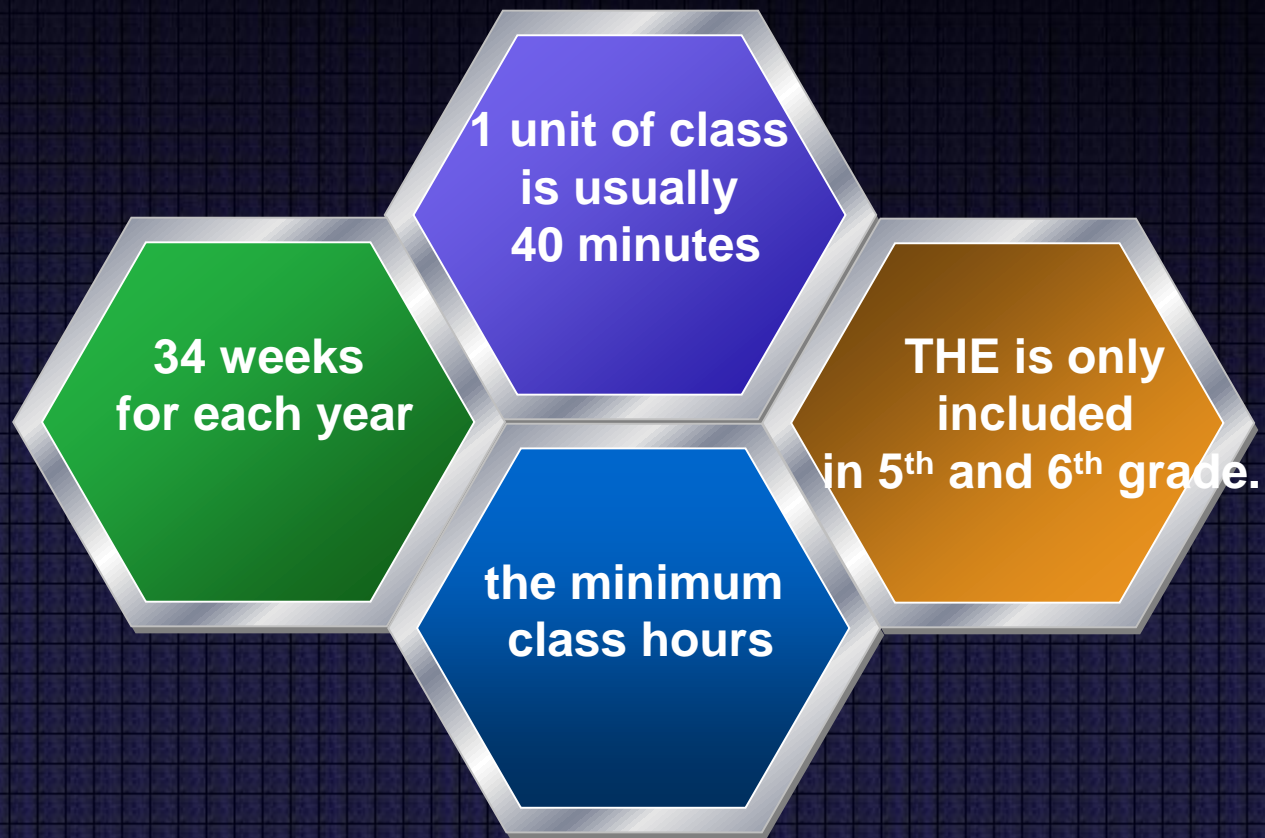 1 unit of class
is usually
40 minutes
34 weeks
for each year
THE is only
included
in 5th and 6th grade.
the minimum
class hours